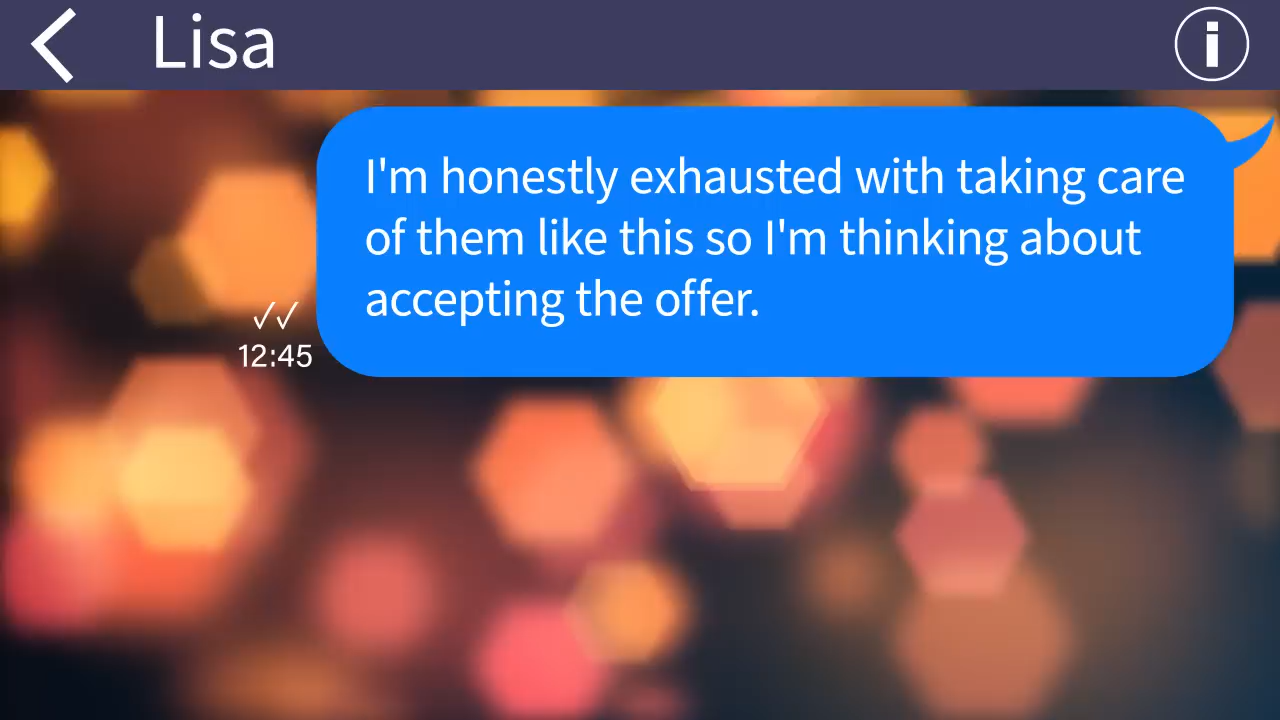 Lisa
i
I'm honestly exhausted with taking care
of them like this so I'm thinking about
accepting the offer.
12:45